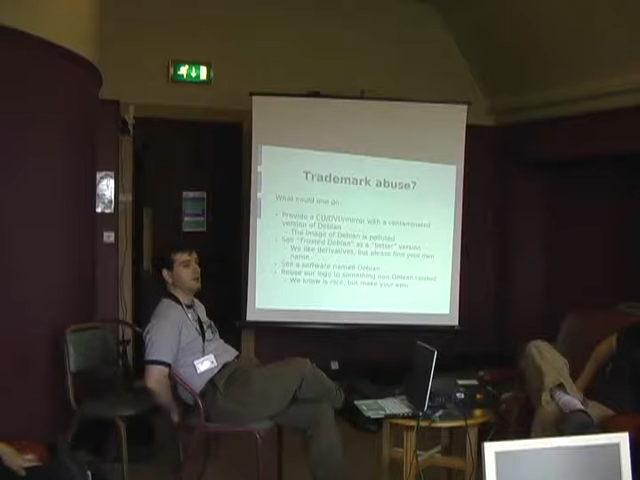 Trademark abuse?
What could one do:
Provide a CD/DVD/mirror with a contaminated
version of Debian
- The image of Debian is polluted
Sell "Trusted Debian" as a "better" version
- We like derivatives, but please find your own
name
Sell a software named Debian
Reuse our logo to something non-Debian related
- We know is nice, but make your own